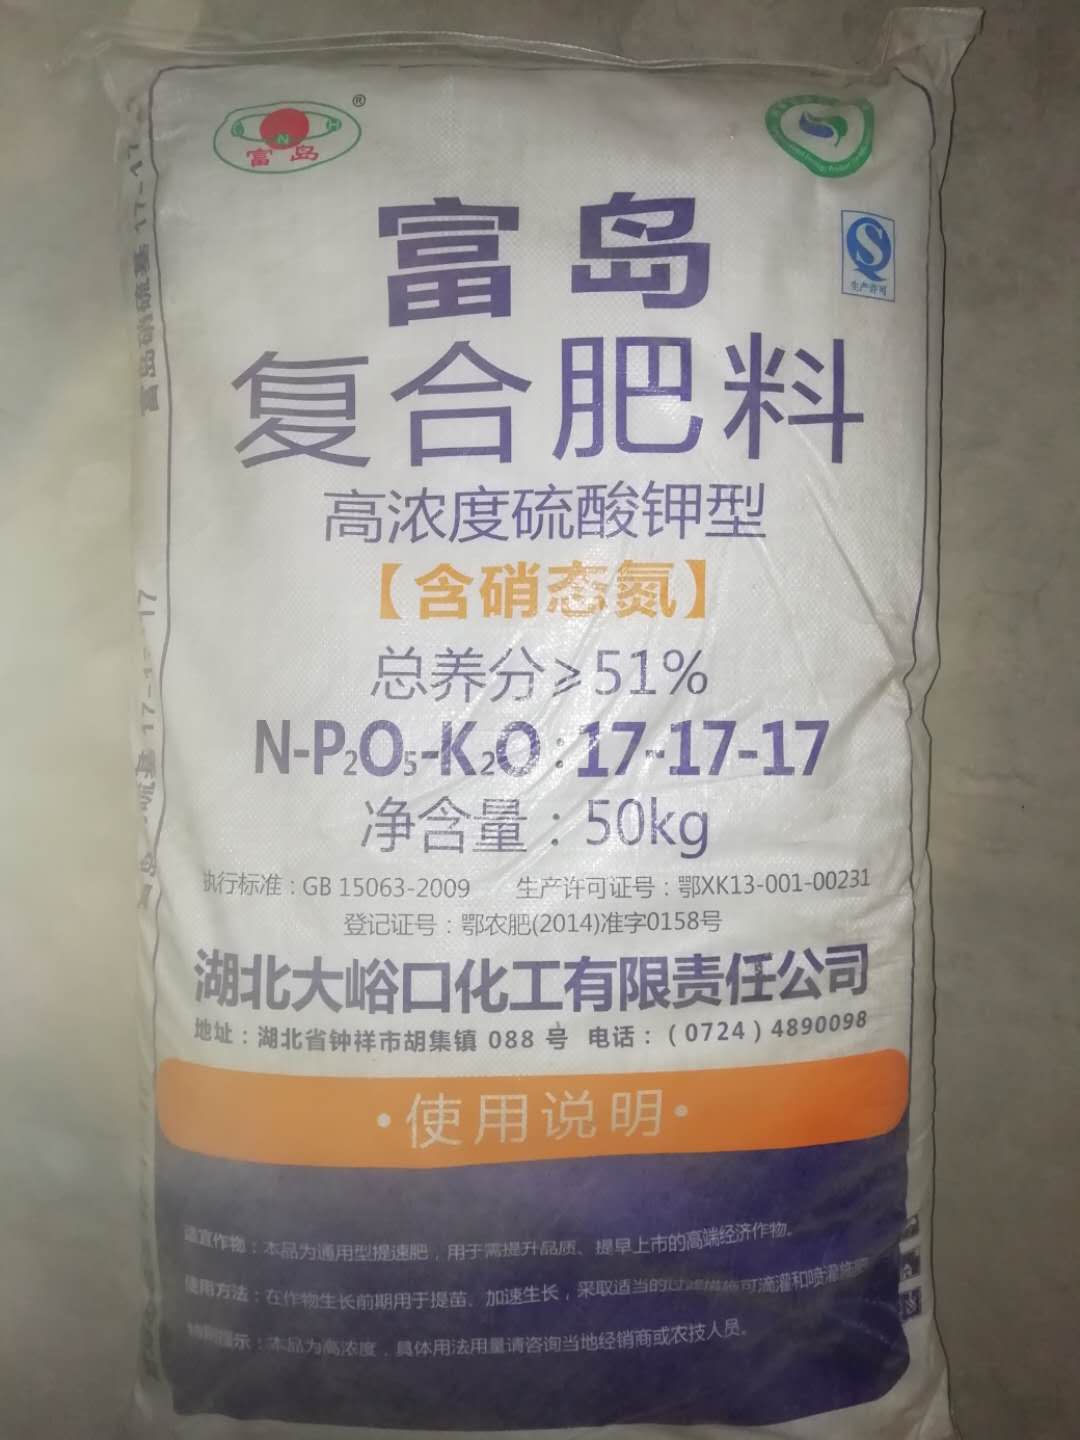 富岛
®
富岛
生产许可
复合肥料
高浓度硫酸钾型
【含硝态氮】
总养分≥51%
N-P₂O₅-K₂O:17-17-17
净含量:50kg
执行标准:GB 15063-2009 生产许可证号:鄂XK13-001-00231
登记证号:鄂农肥(2014)准字0158号
湖北大峪口化工有限责任公司
地址:湖北省钟祥市胡集镇 088 号 电话:(0724)4890098
·使用说明·
适宜作物:本品为通用型提速肥,用于需提升品质、提早上市的高端经济作物。
使用方法:在作物生长前期用于提苗、加速生长,采取适当的过滤措施可滴灌和喷灌施肥
特别提示:本品为高浓度,具体用法用量请咨询当地经销商或农技人员。
富岛硝硫基 17-17-17